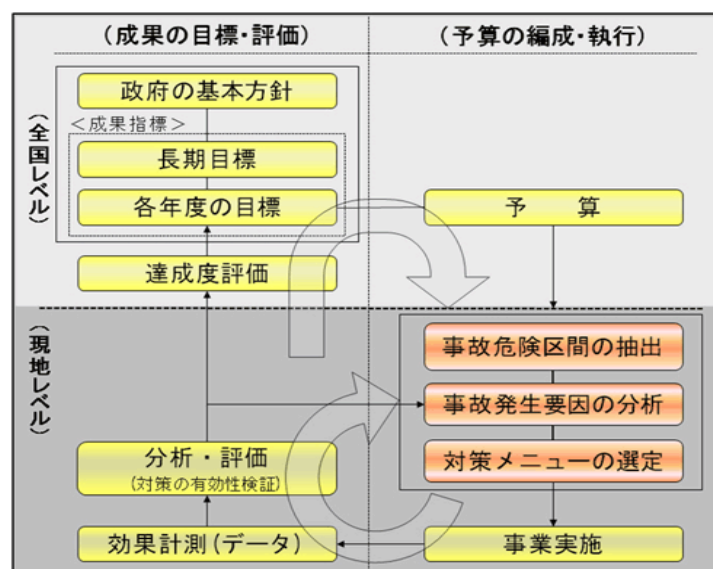 (成果の目標・評価)
(予算の編成・執行)
(全国レベル)
政府の基本方針
＜成果指標＞
長期目標
各年度の目標
予　　算
達成度評価
(現地レベル)
事故危険区間の抽出
事故発生要因の分析
対策メニューの選定
分析・評価
(対策の有効性検証)
効果計測(データ)
事業実施